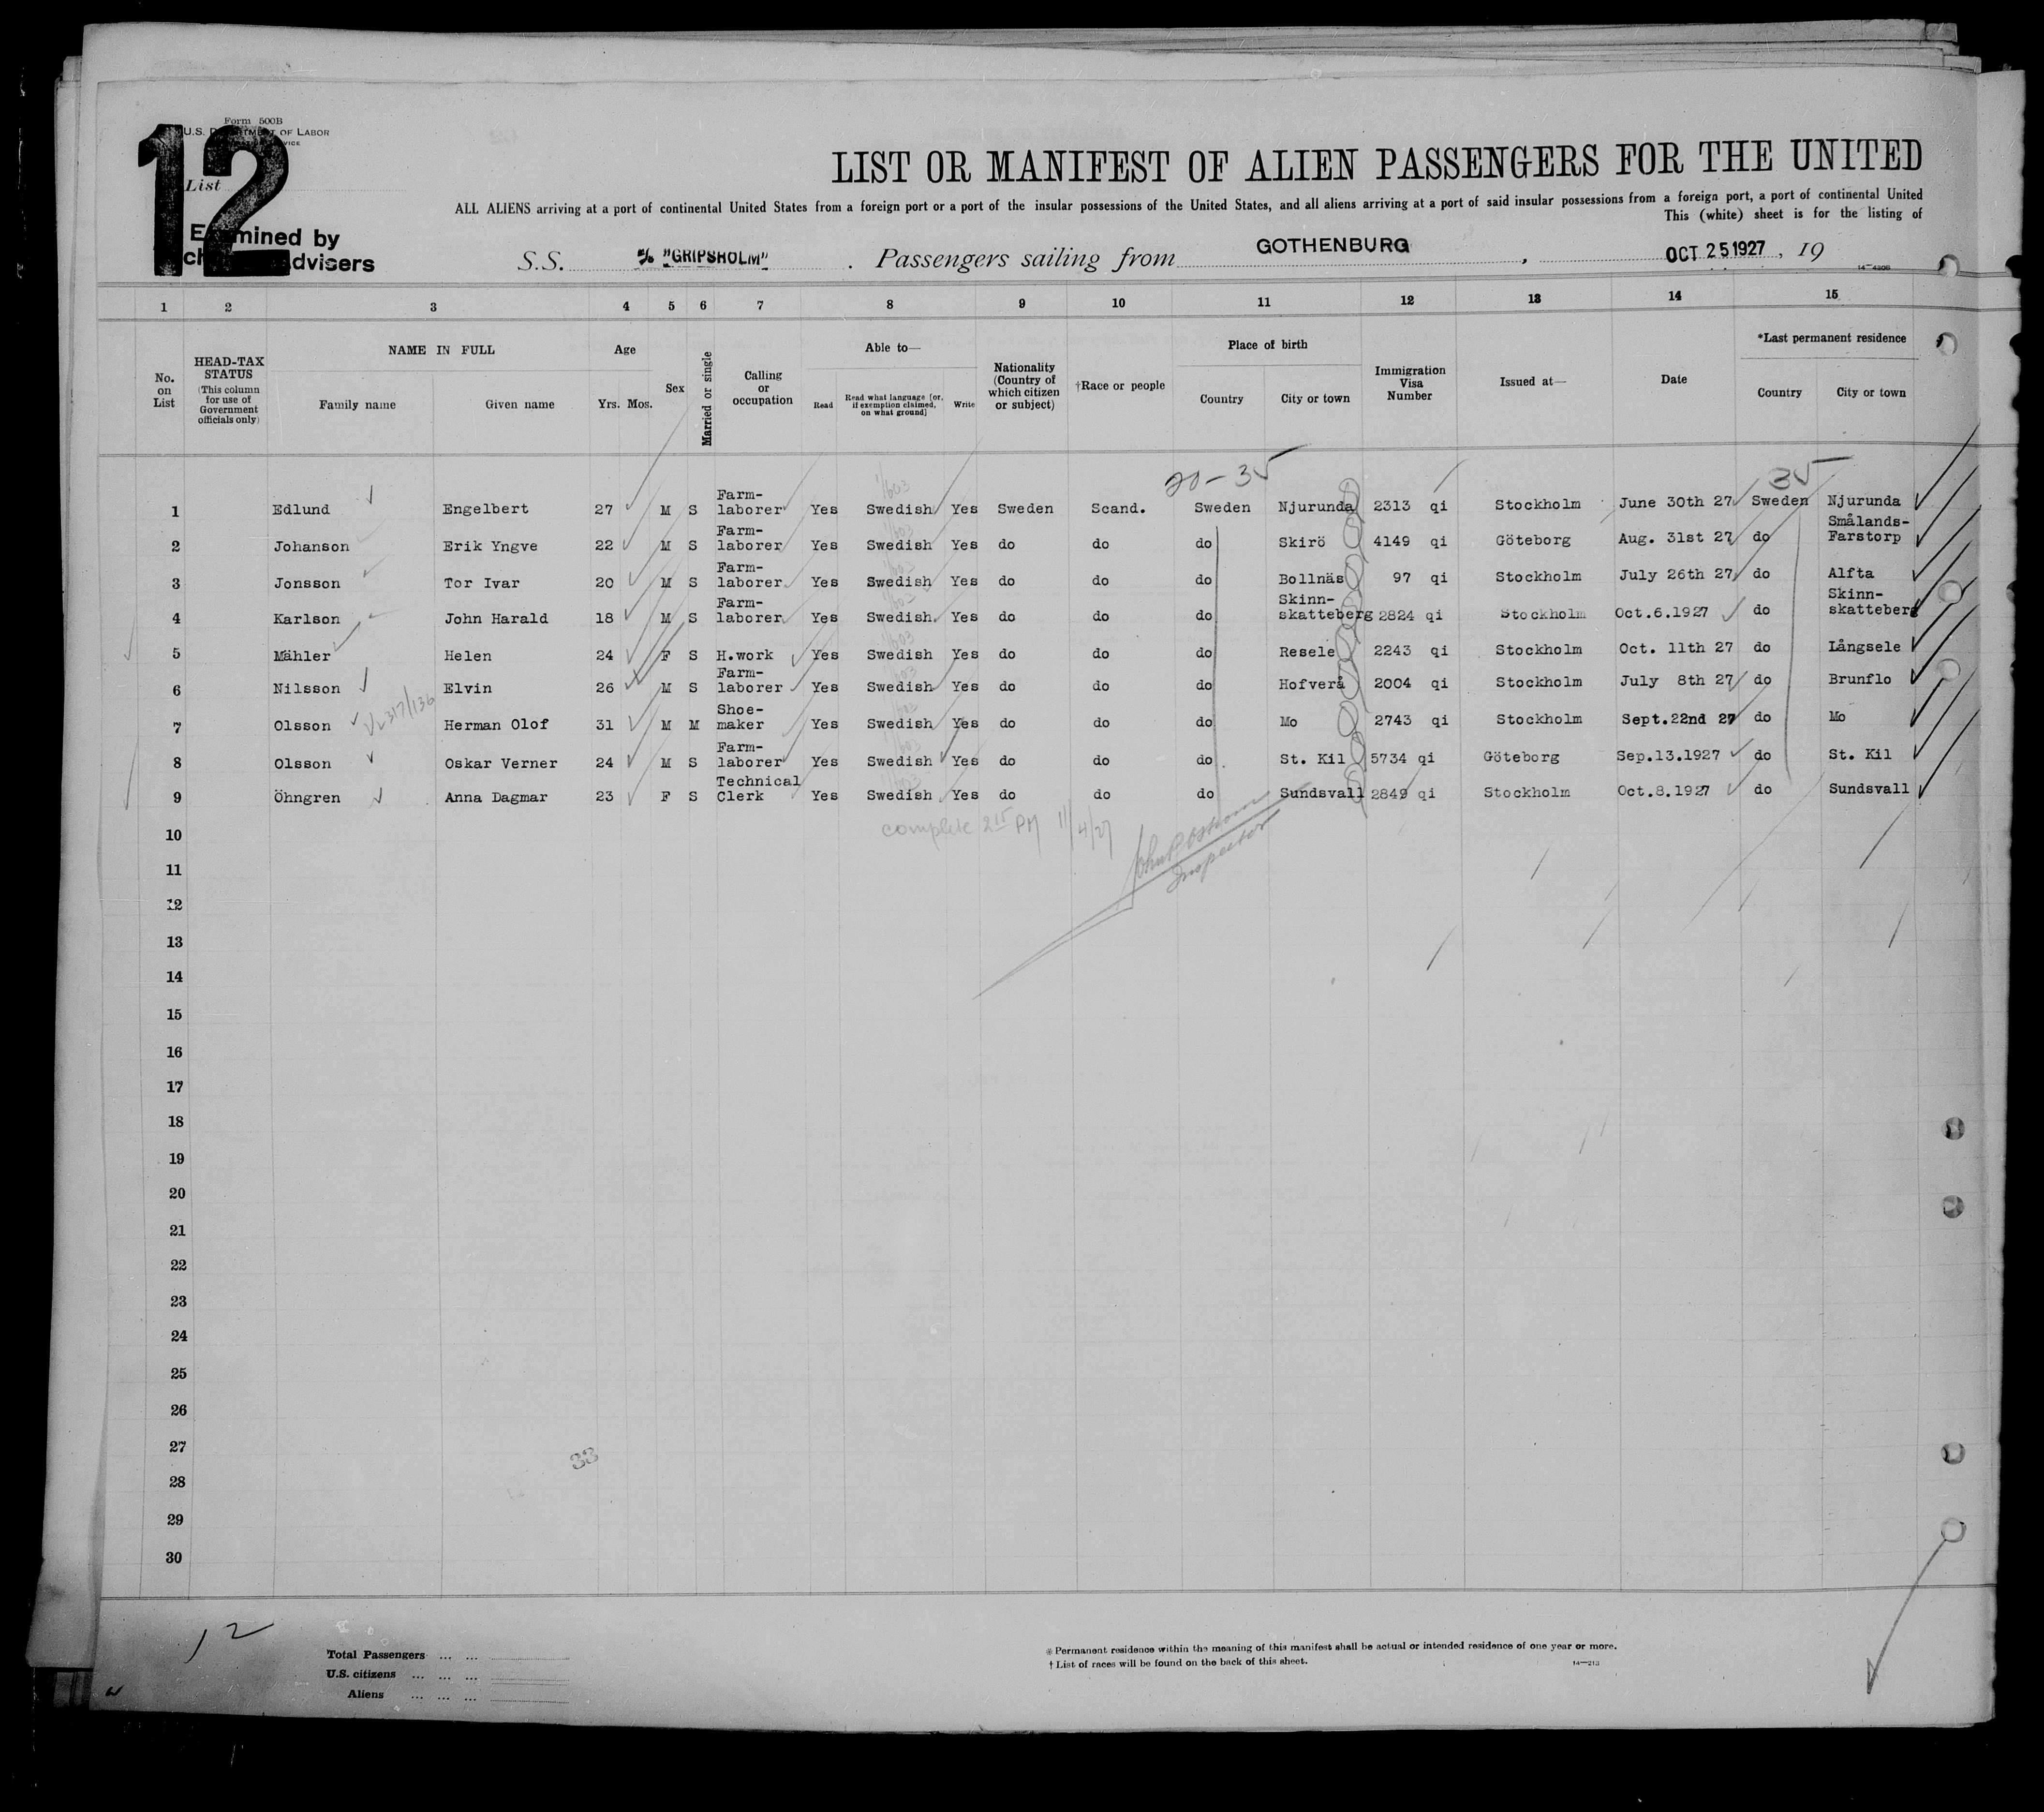 Form 500B
U.S. DEPARTMENT OF LABOR
12
List
Examined by
dvisers
LIST OR MANIFEST OF ALIEN PASSENGERS FOR THE UNITED
ALL ALIENS arriving at a port of continental United States from a foreign port or a port of the insular possessions of the United States, and all aliens arriving at a port of said insular possessions from a foreign port, a port of continental United
This (white) sheet is for the listing of
S.S. "GRIPSHOLM" . Passengers sailing from GOTHENBURG , OCT 25 1927 , 19
14—4208
1 2 3 4 5 6 7 8 9 10 11 12 13 14 15
No. on List
HEAD-TAX STATUS (This column for use of Government officials only)
NAME IN FULL
Family name Given name
Age
Yrs. Mos.
Sex
Married or single
Calling or occupation
Able to—
Read Read what language [or, if exemption claimed, on what ground] Write
Nationality (Country of which citizen or subject)
†Race or people
Place of birth
Country City or town
Immigration Visa Number
Issued at—
Date
*Last permanent residence
Country City or town
20-35 35
1 Edlund Engelbert 27 M S Farm-laborer Yes Swedish Yes Sweden Scand. Sweden Njurunda 2313 qi Stockholm June 30th 27 Sweden Njurunda
2 Johanson Erik Yngve 22 M S Farm-laborer Yes Swedish Yes do do do Skirö 4149 qi Göteborg Aug. 31st 27 do Smålands-Farstorp
3 Jonsson Tor Ivar 20 M S Farm-laborer Yes Swedish Yes do do do Bollnäs 97 qi Stockholm July 26th 27 do Alfta
4 Karlson John Harald 18 M S Farm-laborer Yes Swedish Yes do do do Skinn-skatteberg 2824 qi Stockholm Oct.6.1927 do Skinn-skatteberg
5 Mähler Helen 24 F S H.work Yes Swedish Yes do do do Resele 2243 qi Stockholm Oct. 11th 27 do Långsele
6 Nilsson Elvin 26 M S Farm-laborer Yes Swedish Yes do do do Hofverå 2004 qi Stockholm July 8th 27 do Brunflo
7 Olsson Herman Olof 31 M M Shoe-maker Yes Swedish Yes do do do Mo 2743 qi Stockholm Sept.22nd 27 do Mo
8 Olsson Oskar Verner 24 M S Farm-laborer Yes Swedish Yes do do do St. Kil 5734 qi Göteborg Sep.13.1927 do St. Kil
9 Öhngren Anna Dagmar 23 F S Technical Clerk Yes Swedish Yes do do do Sundsvall 2849 qi Stockholm Oct.8.1927 do Sundsvall
complete 2 15 PM 11/4/27
Inspector
10
11
12
13
14
15
16
17
18
19
20
21
22
23
24
25
26
27
28
29
30
33
12
Total Passengers
U.S. citizens
Aliens
* Permanent residence within the meaning of this manifest shall be actual or intended residence of one year or more.
† List of races will be found on the back of this sheet.
14—213